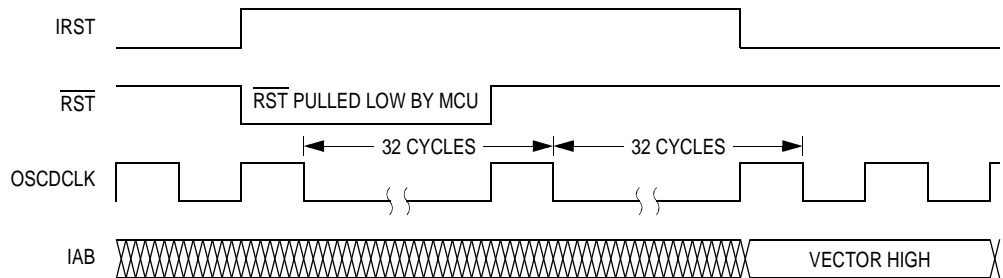 IRST
RST
RST PULLED LOW BY MCU
32 CYCLES
32 CYCLES
OSCDCLK
IAB
VECTOR HIGH